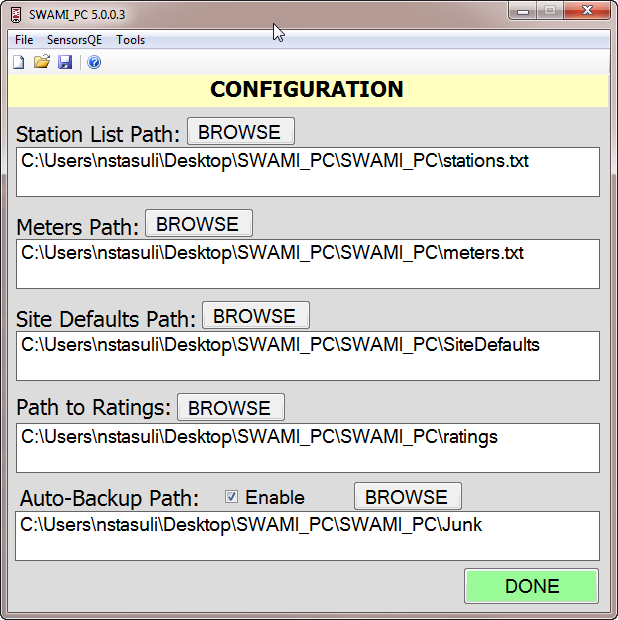 SWAMI_PC 5.0.0.3
File SensorsQE Tools
CONFIGURATION
Station List Path: BROWSE
C:\Users\nstasuli\Desktop\SWAMI_PC\SWAMI_PC\stations.txt
Meters Path: BROWSE
C:\Users\nstasuli\Desktop\SWAMI_PC\SWAMI_PC\meters.txt
Site Defaults Path: BROWSE
C:\Users\nstasuli\Desktop\SWAMI_PC\SWAMI_PC\SiteDefaults
Path to Ratings: BROWSE
C:\Users\nstasuli\Desktop\SWAMI_PC\SWAMI_PC\ratings
Auto-Backup Path: Enable BROWSE
C:\Users\nstasuli\Desktop\SWAMI_PC\SWAMI_PC\Junk
DONE